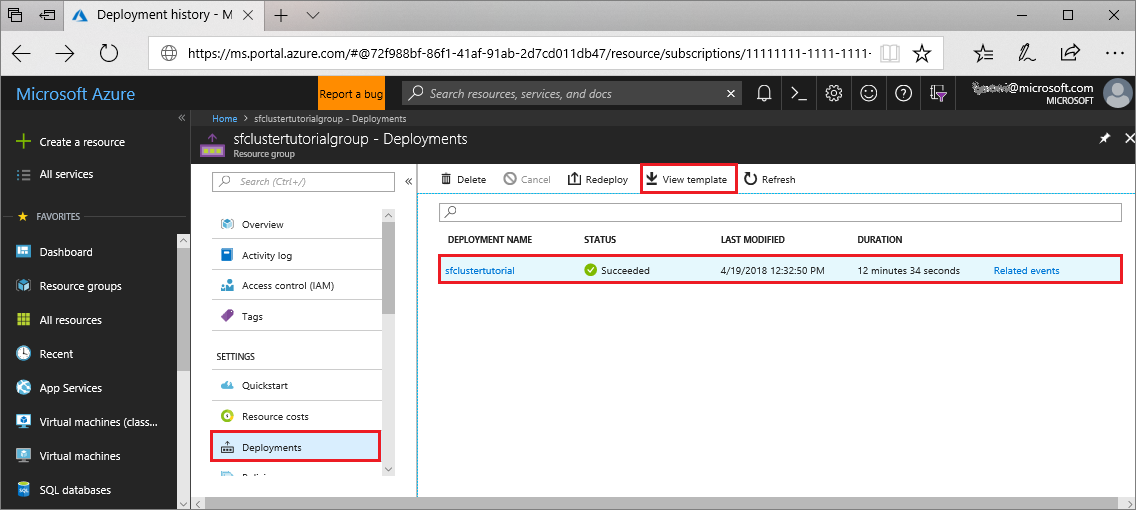 Deployment history - M
https://ms.portal.azure.com/#@72f988bf-86f1-41af-91ab-2d7cd011db47/resource/subscriptions/11111111-1111-1111-
Microsoft Azure
Report a bug
Search resources, services, and docs
@microsoft.com
MICROSOFT
Create a resource
All services
FAVORITES
Dashboard
Resource groups
All resources
Recent
App Services
Virtual machines (class...
Virtual machines
SQL databases
Home > sfclustertutorialgroup - Deployments
sfclustertutorialgroup - Deployments
Resource group
Search (Ctrl+/)
Overview
Activity log
Access control (IAM)
Tags
SETTINGS
Quickstart
Resource costs
Deployments
Delete Cancel Redeploy View template Refresh
DEPLOYMENT NAME STATUS LAST MODIFIED DURATION
sfclustertutorial Succeeded 4/19/2018 12:32:50 PM 12 minutes 34 seconds Related events